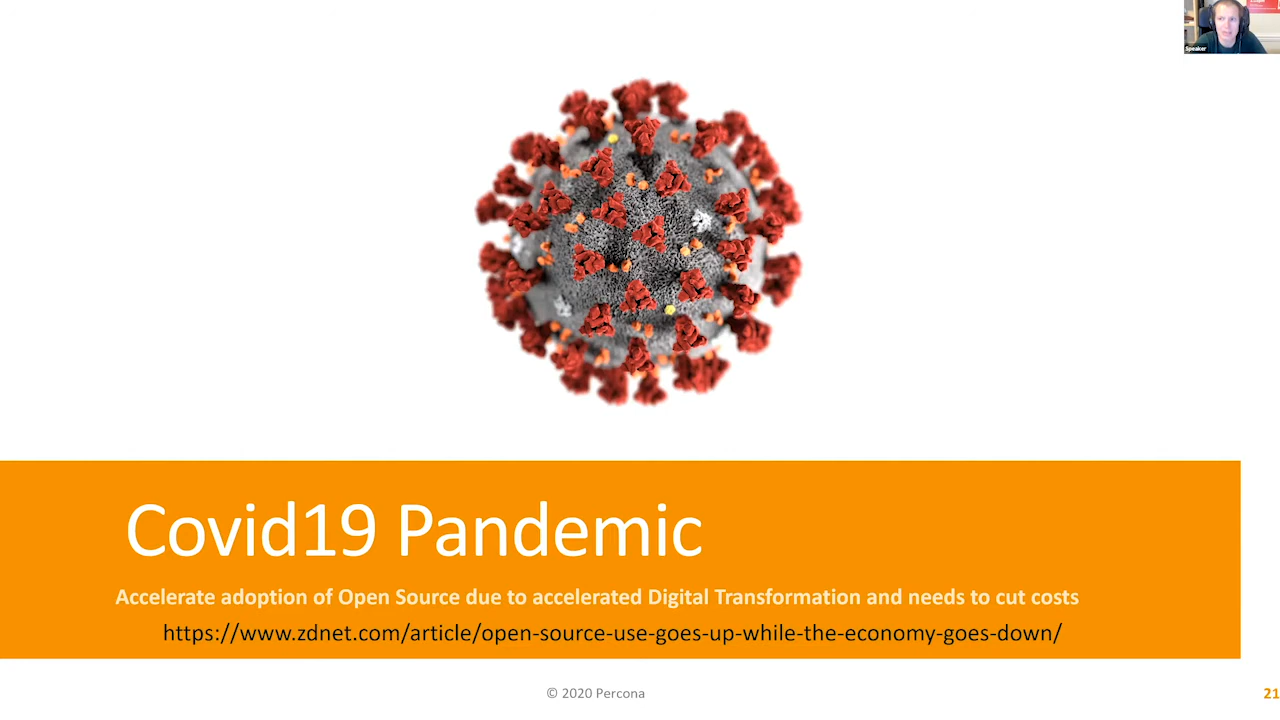 Speaker
Covid19 Pandemic
Accelerate adoption of Open Source due to accelerated Digital Transformation and needs to cut costs
https://www.zdnet.com/article/open-source-use-goes-up-while-the-economy-goes-down/
© 2020 Percona
21